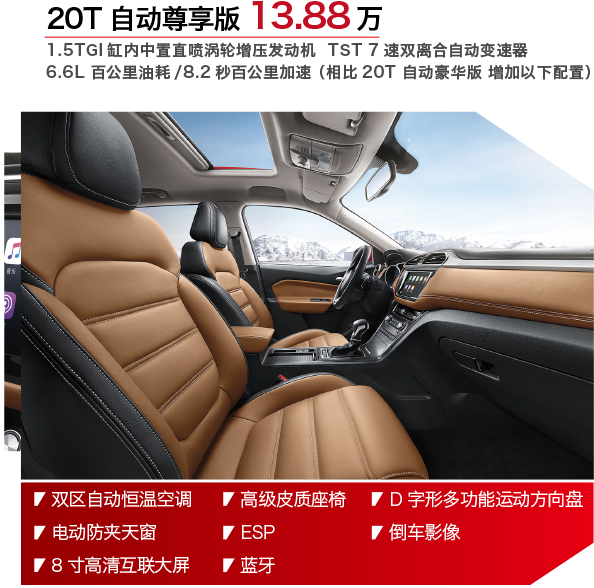 20T 自动尊享版 13.88 万
1.5TGI 缸内中置直喷涡轮增压发动机 TST 7 速双离合自动变速器
6.6L 百公里油耗 /8.2 秒百公里加速（相比 20T 自动豪华版 增加以下配置）
音乐
双区自动恒温空调 高级皮质座椅 D 字形多功能运动方向盘
电动防夹天窗 ESP 倒车影像
8 寸高清互联大屏 蓝牙